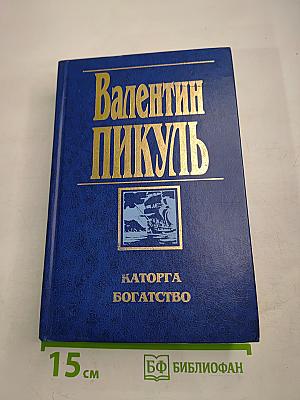 Валентин
ПИКУЛЬ
КАТОРГА
БОГАТСТВО
15 см
БФ БИБЛИОФАН